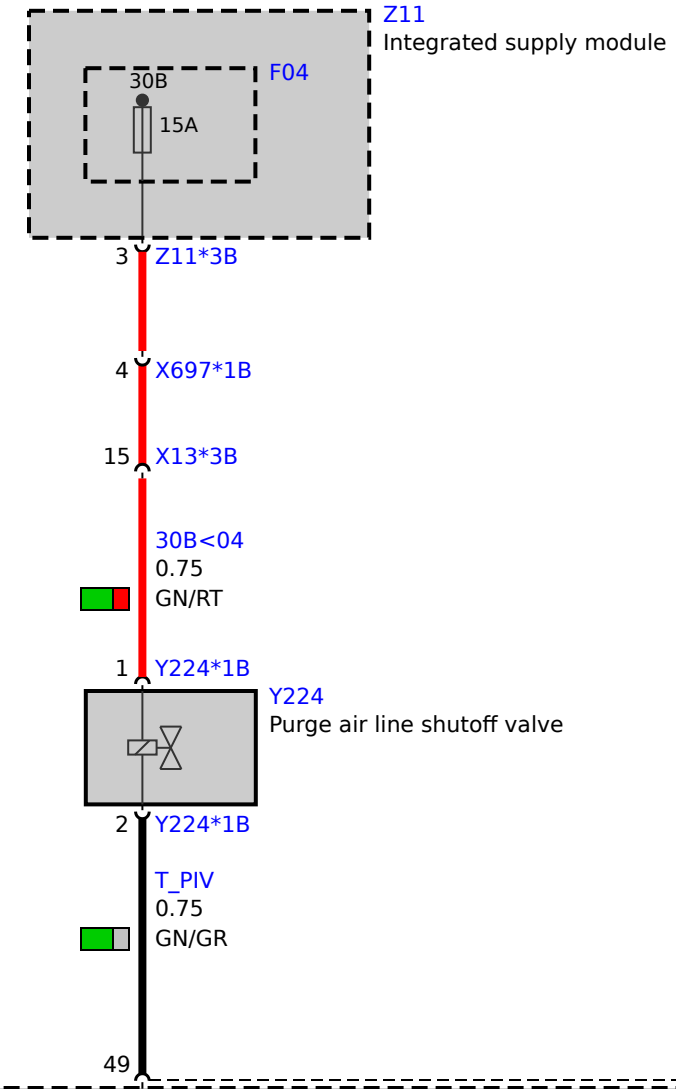 Z11
Integrated supply module
F04
30B
15A
3 Z11*3B
4 X697*1B
15 X13*3B
30B<04
0.75
GN/RT
1 Y224*1B
Y224
Purge air line shutoff valve
2 Y224*1B
T_PIV
0.75
GN/GR
49